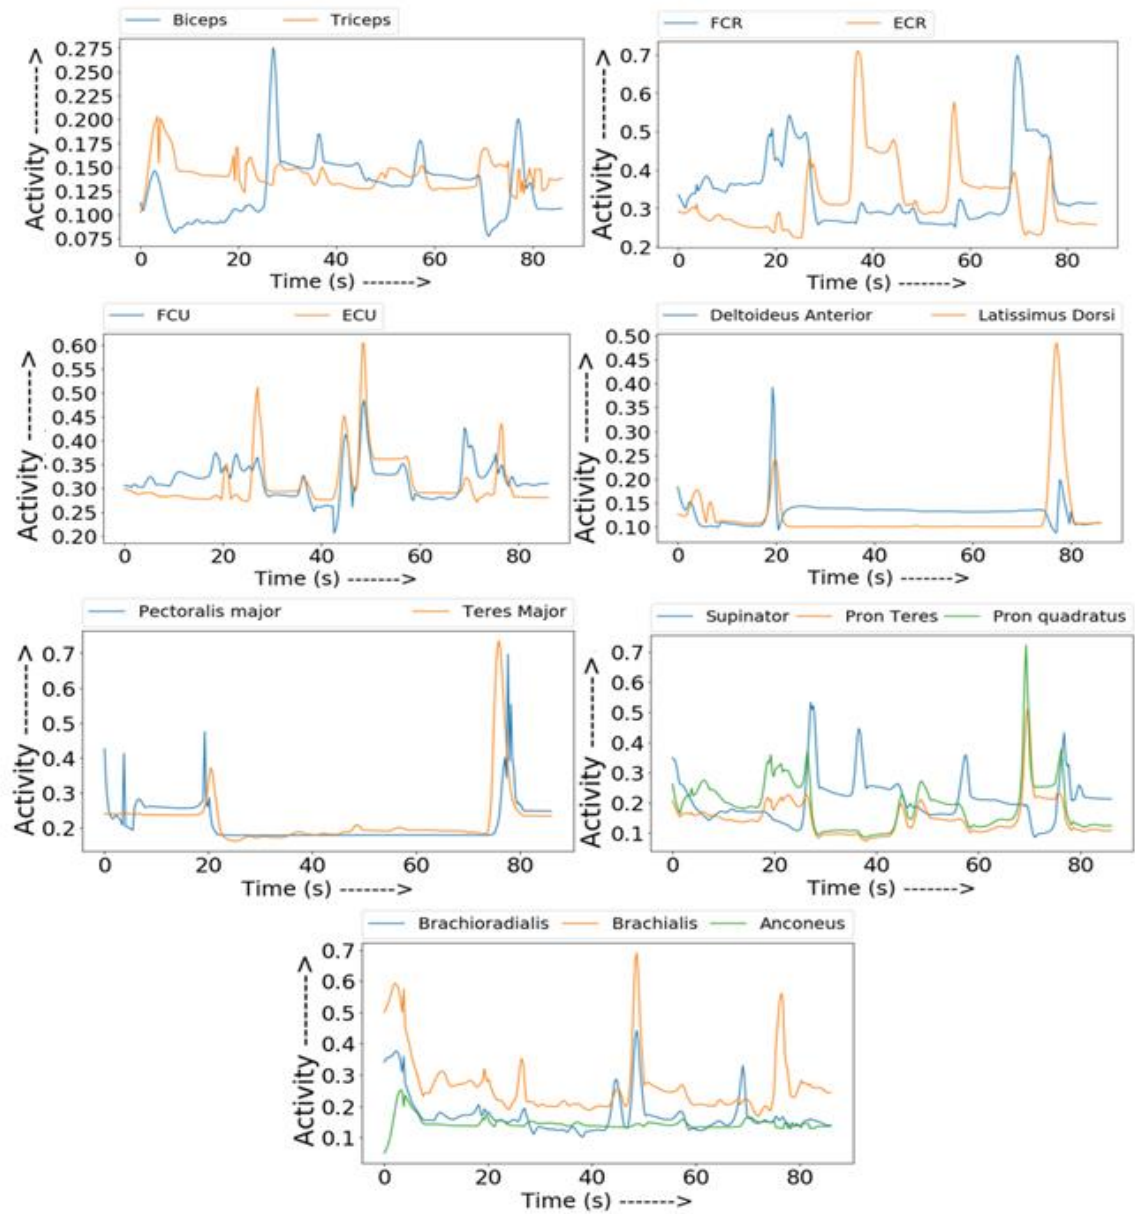 Biceps Triceps
0.275
0.250
0.225
0.200
0.175
0.150
0.125
0.100
0.075
Activity -------->
0 20 40 60 80
Time (s) ------->
FCR ECR
0.7
0.6
0.5
0.4
0.3
0.2
Activity -------->
0 20 40 60 80
Time (s) ------->
FCU ECU
0.60
0.55
0.50
0.45
0.40
0.35
0.30
0.25
0.20
Activity -------->
0 20 40 60 80
Time (s) ------->
Deltoideus Anterior Latissimus Dorsi
0.50
0.45
0.40
0.35
0.30
0.25
0.20
0.15
0.10
Activity -------->
0 20 40 60 80
Time (s) ------->
Pectoralis major Teres Major
0.7
0.6
0.5
0.4
0.3
0.2
Activity -------->
0 20 40 60 80
Time (s) ------->
Supinator Pron Teres Pron quadratus
0.7
0.6
0.5
0.4
0.3
0.2
0.1
Activity -------->
0 20 40 60 80
Time (s) ------->
Brachioradialis Brachialis Anconeus
0.7
0.6
0.5
0.4
0.3
0.2
0.1
Activity -------->
0 20 40 60 80
Time (s) ------->